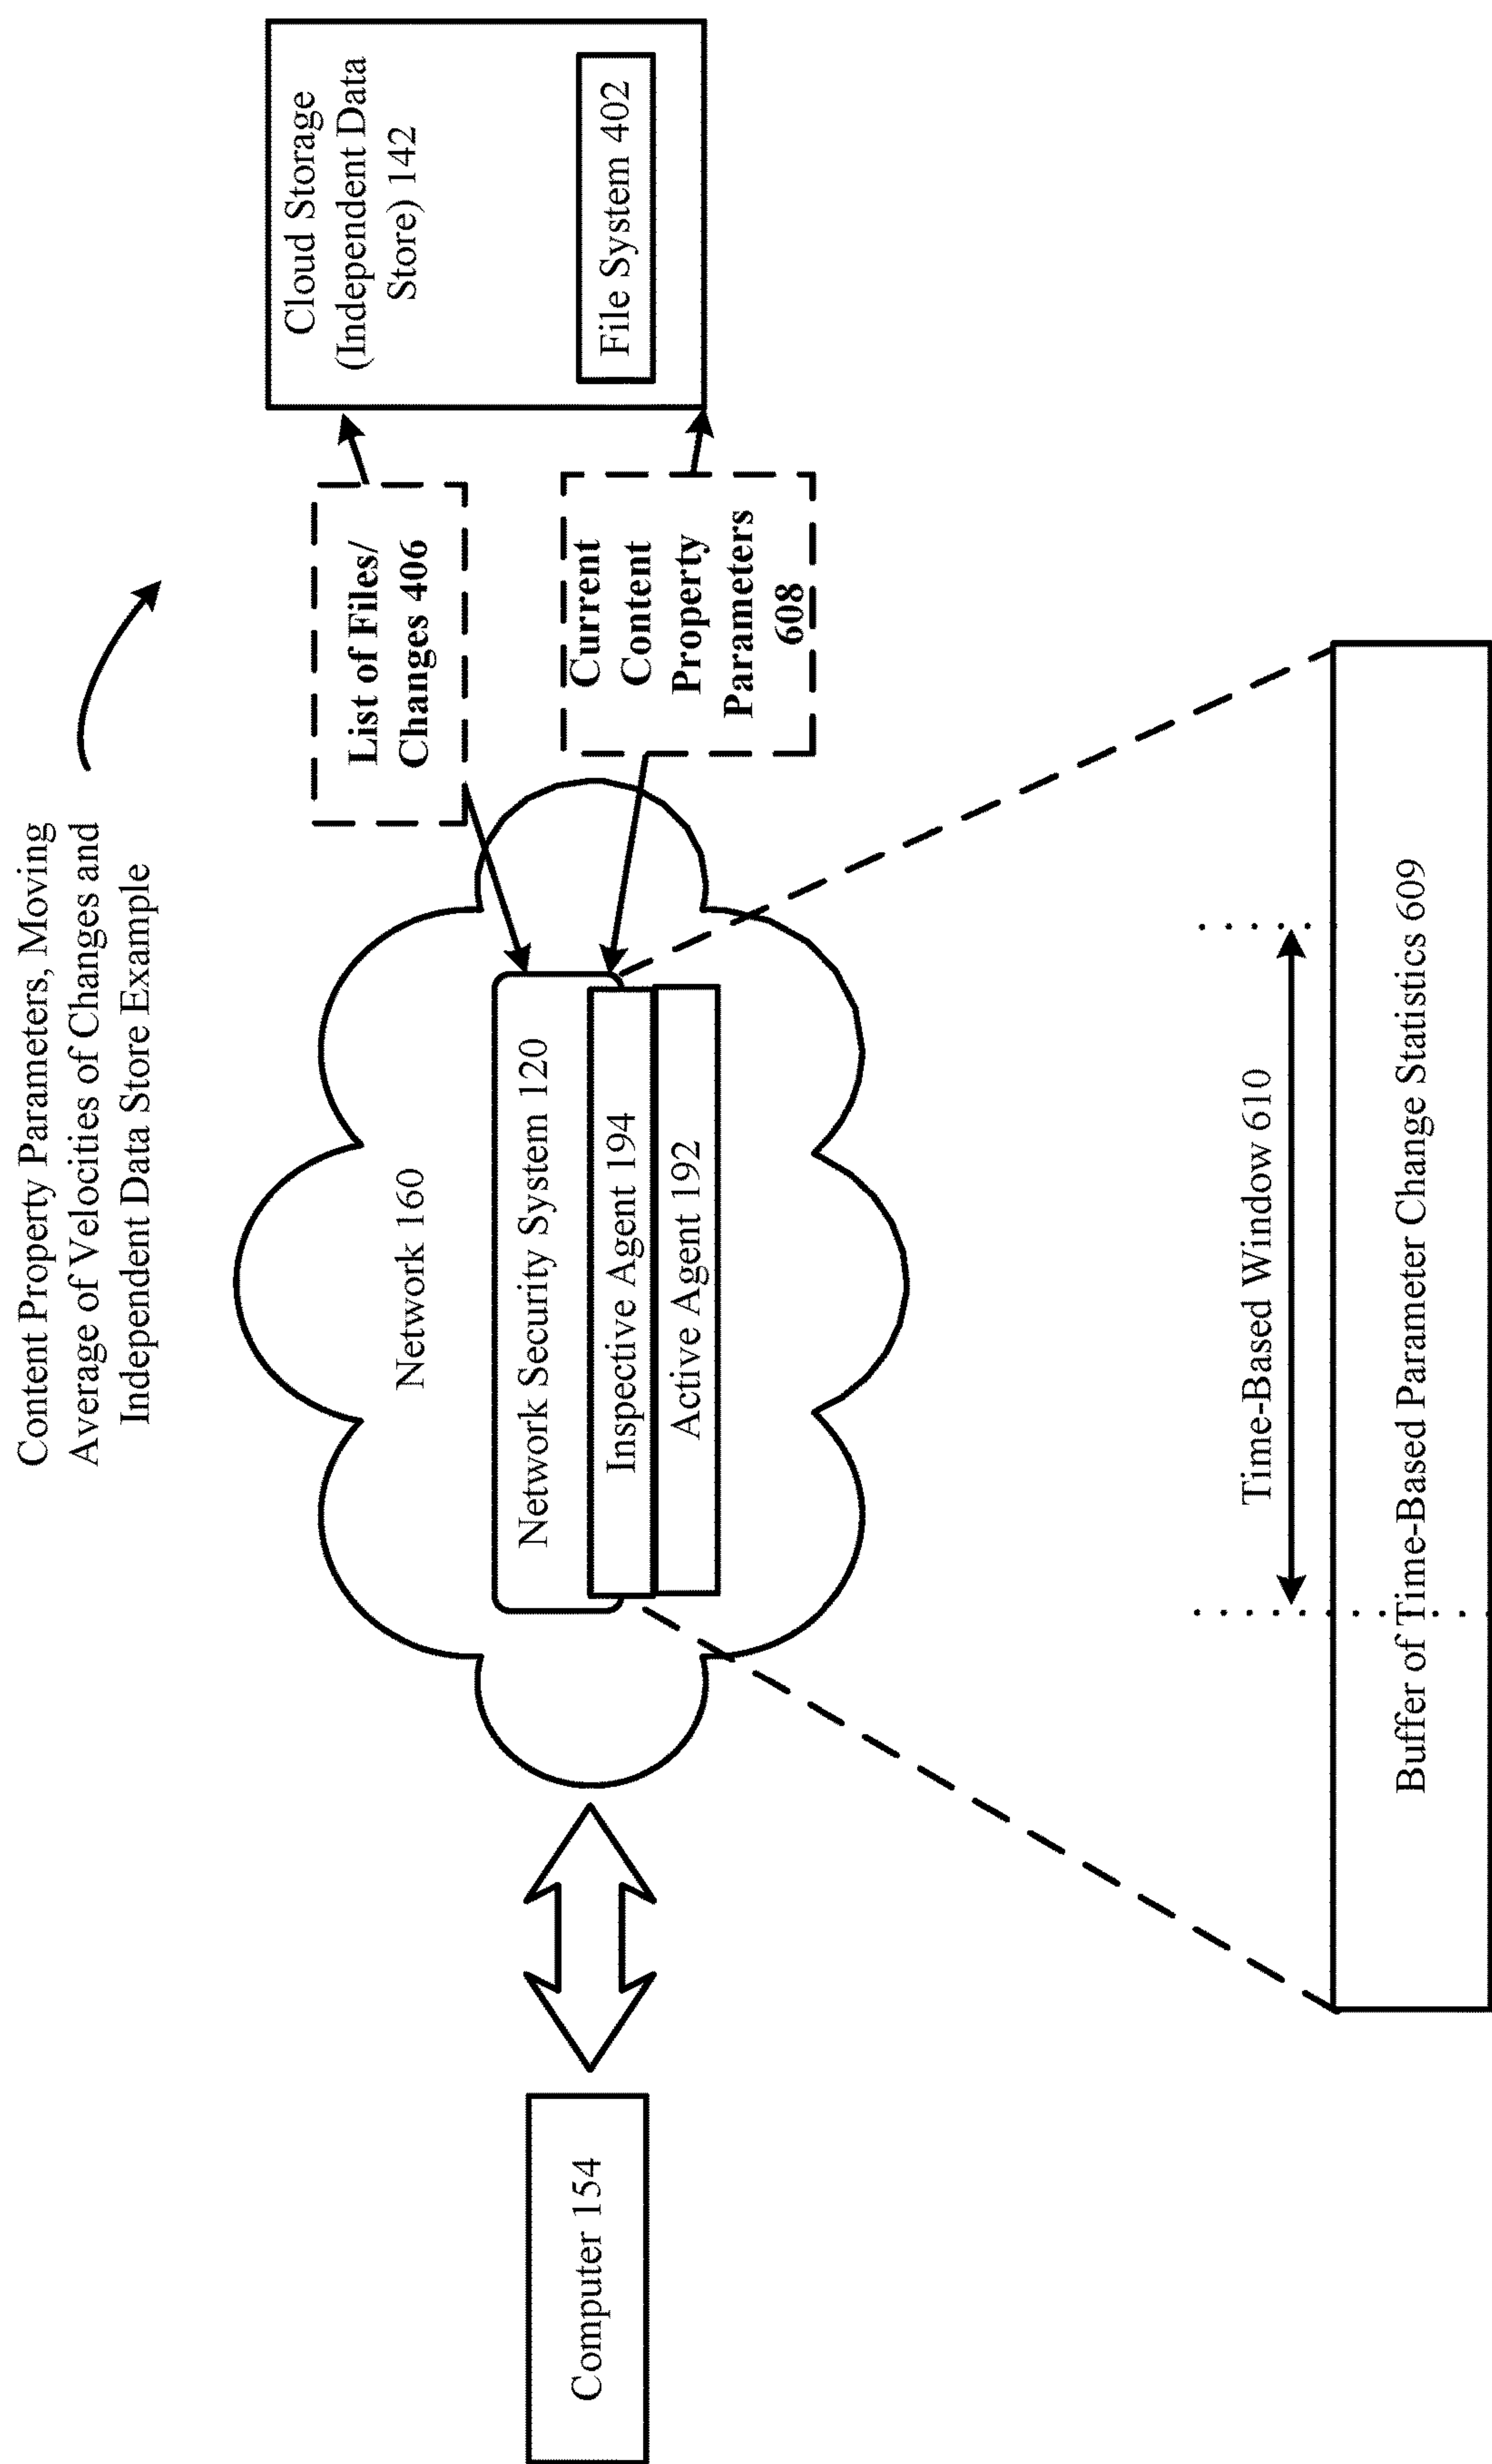 Content Property Parameters, Moving
Average of Velocities of Changes and
Independent Data Store Example
Computer 154
Network 160
Network Security System 120
Inspective Agent 194
Active Agent 192
List of Files/
Changes 406
Current
Content
Property
Parameters
608
Cloud Storage
(Independent Data
Store) 142
File System 402
Time-Based Window 610
Buffer of Time-Based Parameter Change Statistics 609